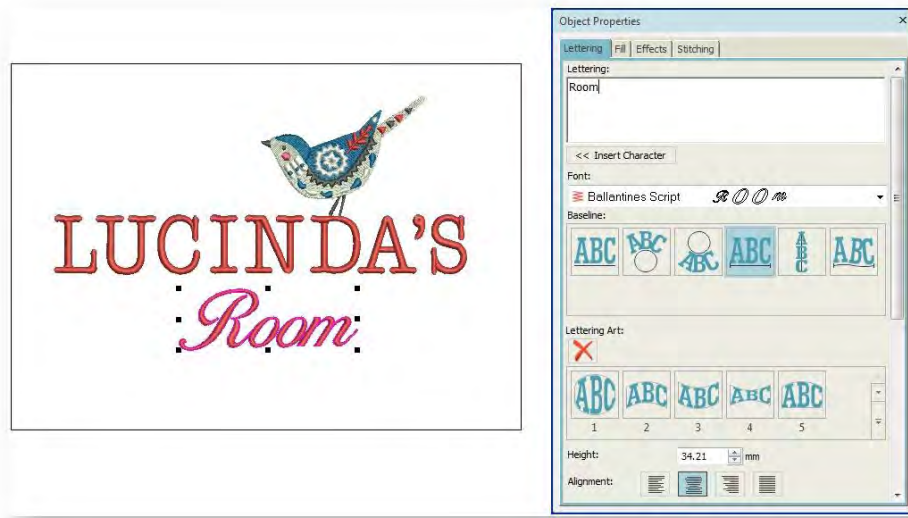 LUCINDA'S
Room
Object Properties
Lettering Fill Effects Stitching
Lettering:
Room
<< Insert Character
Font:
Ballantines Script R O O m
Baseline:
ABC ABC ABC ABC ABC ABC
Lettering Art:
ABC ABC ABC ABC ABC
1 2 3 4 5
Height: 34.21 mm
Alignment: